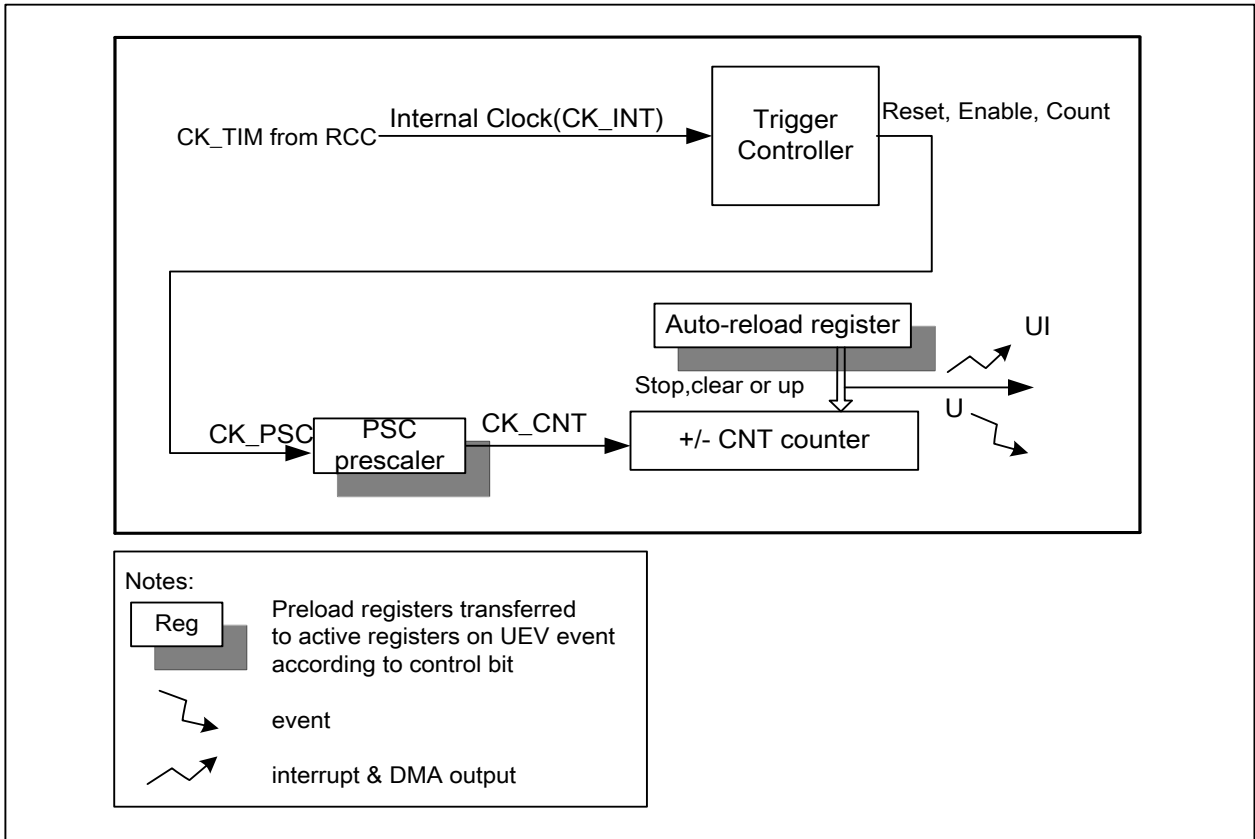 CK_TIM from RCC
Internal Clock(CK_INT)
Trigger
Controller
Reset, Enable, Count
Auto-reload register
UI
Stop,clear or up
U
CK_PSC
PSC
prescaler
CK_CNT
+/- CNT counter
Notes:
Reg
Preload registers transferred
to active registers on UEV event
according to control bit
event
interrupt & DMA output